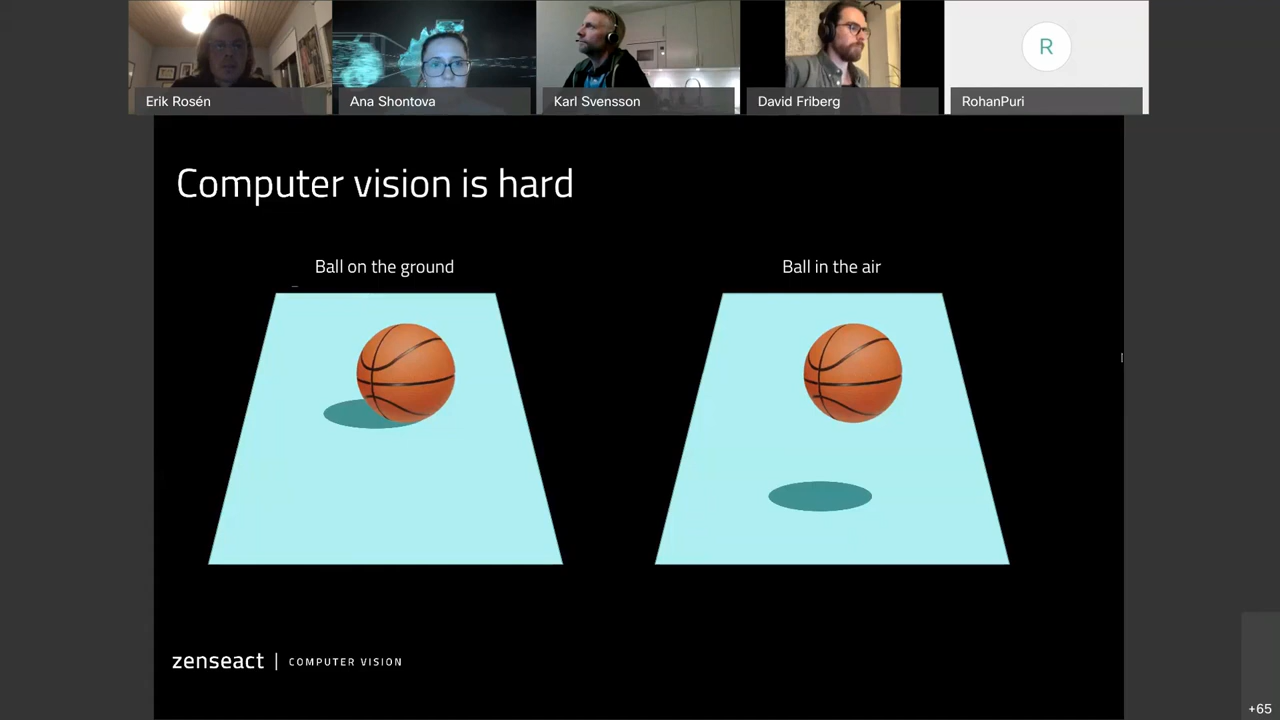 Erik Rosén
Ana Shontova
Karl Svensson
David Friberg
R
RohanPuri
Computer vision is hard
Ball on the ground
Ball in the air
zenseact | COMPUTER VISION
+65